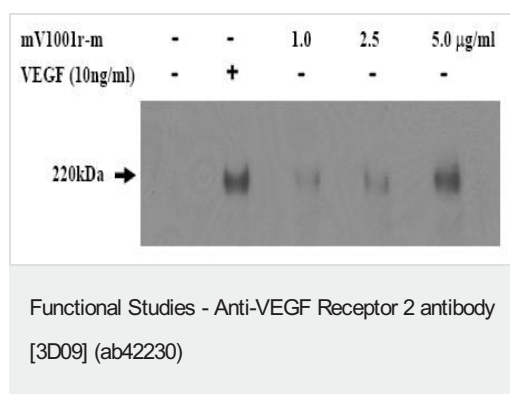 mV1001r-m - - 1.0 2.5 5.0 µg/ml
VEGF (10ng/ml) - + - - -
220kDa
Functional Studies - Anti-VEGF Receptor 2 antibody
[3D09] (ab42230)